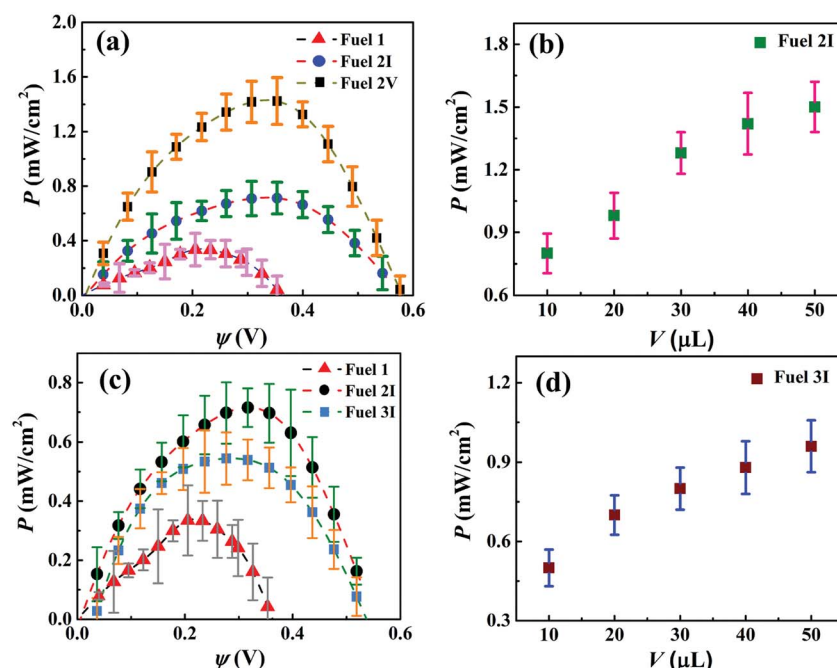 (a)
Fuel 1
Fuel 2I
Fuel 2V
P (mW/cm²)
2.0
1.6
1.2
0.8
0.4
0.0
0.0 0.2 0.4 0.6
ψ (V)
(b)
Fuel 2I
P (mW/cm²)
1.8
1.5
1.2
0.9
0.6
10 20 30 40 50
V (μL)
(c)
Fuel 1
Fuel 2I
Fuel 3I
P (mW/cm²)
0.8
0.6
0.4
0.2
0.0
0.0 0.2 0.4 0.6
ψ (V)
(d)
Fuel 3I
P (mW/cm²)
1.2
0.9
0.6
0.3
10 20 30 40 50
V (μL)